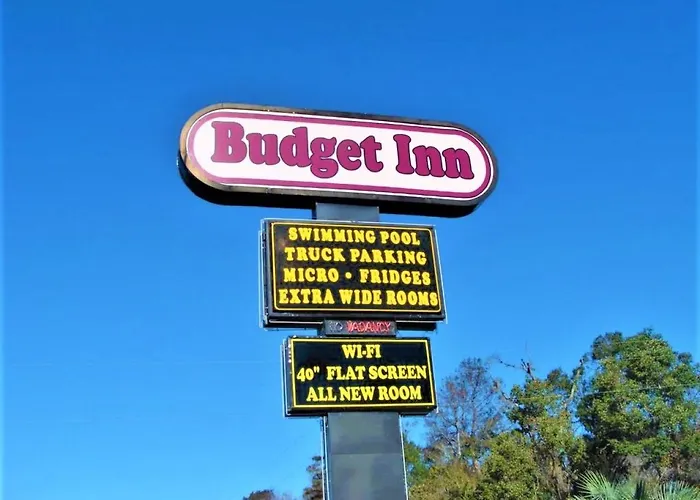 Budget Inn
SWIMMING POOL
TRUCK PARKING
MICRO • FRIDGES
EXTRA WIDE ROOMS
NO VACANCY
WI-FI
40" FLAT SCREEN
ALL NEW ROOM